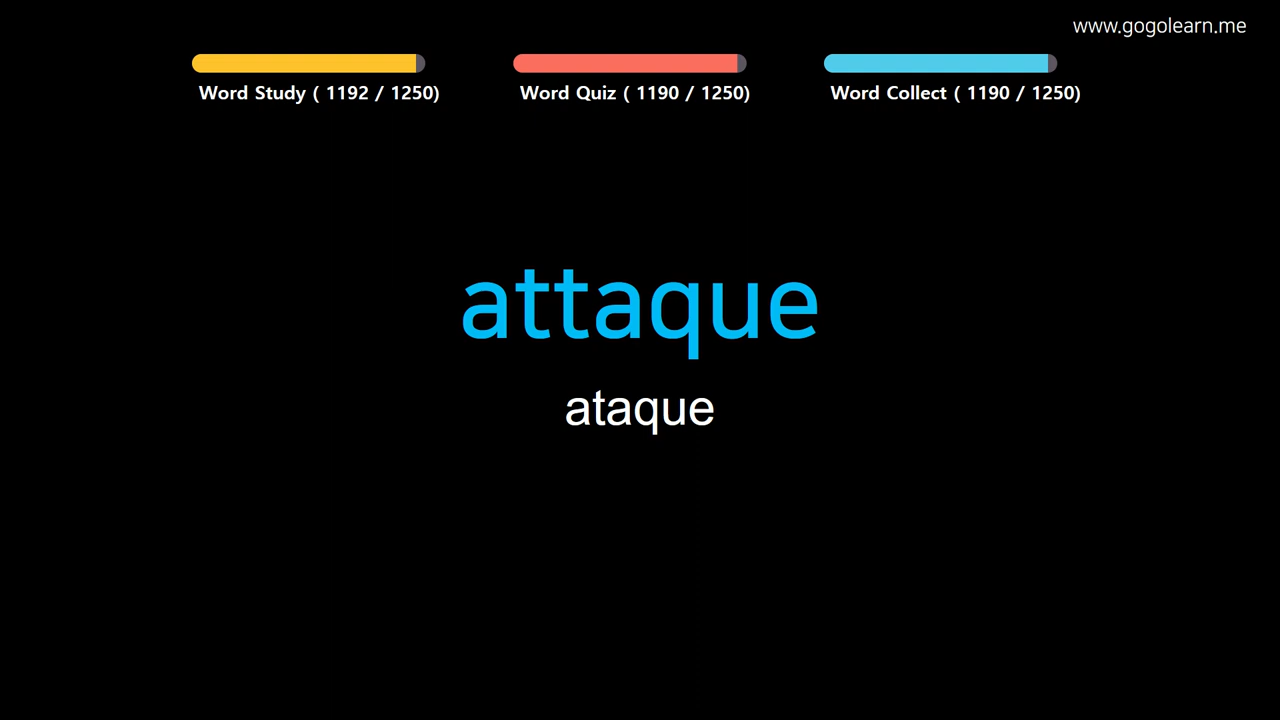 www.gogolearn.me
Word Study ( 1192 / 1250)
Word Quiz ( 1190 / 1250)
Word Collect ( 1190 / 1250)
attaque
ataque